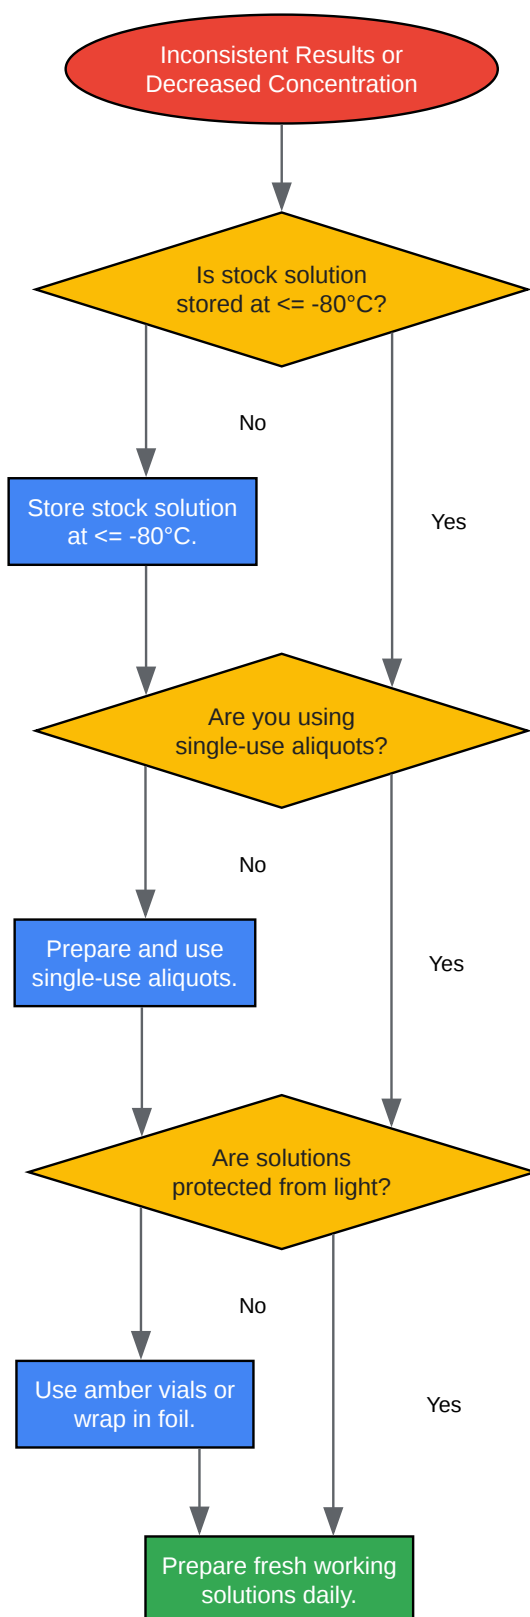 Inconsistent Results or
Decreased Concentration
Is stock solution
stored at <= -80°C?
No
Store stock solution
at <= -80°C.
Yes
Are you using
single-use aliquots?
No
Prepare and use
single-use aliquots.
Yes
Are solutions
protected from light?
No
Use amber vials or
wrap in foil.
Yes
Prepare fresh working
solutions daily.